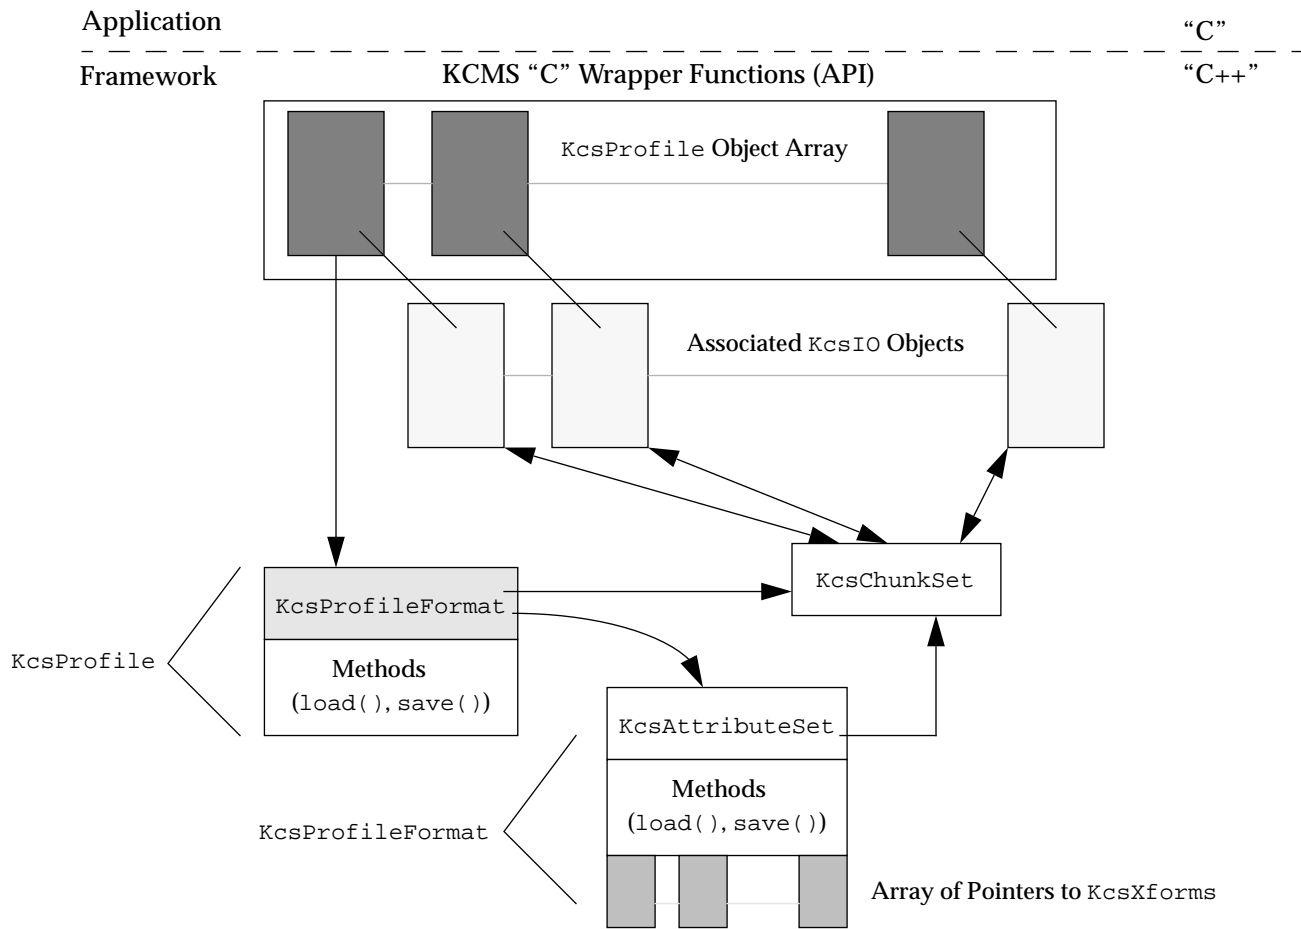 Application
“C”
Framework
KCMS “C” Wrapper Functions (API)
“C++”
KcsProfile Object Array
Associated KcsIO Objects
KcsChunkSet
KcsProfileFormat
KcsProfile
Methods
(load(), save())
KcsAttributeSet
Methods
(load(), save())
KcsProfileFormat
Array of Pointers to KcsXforms